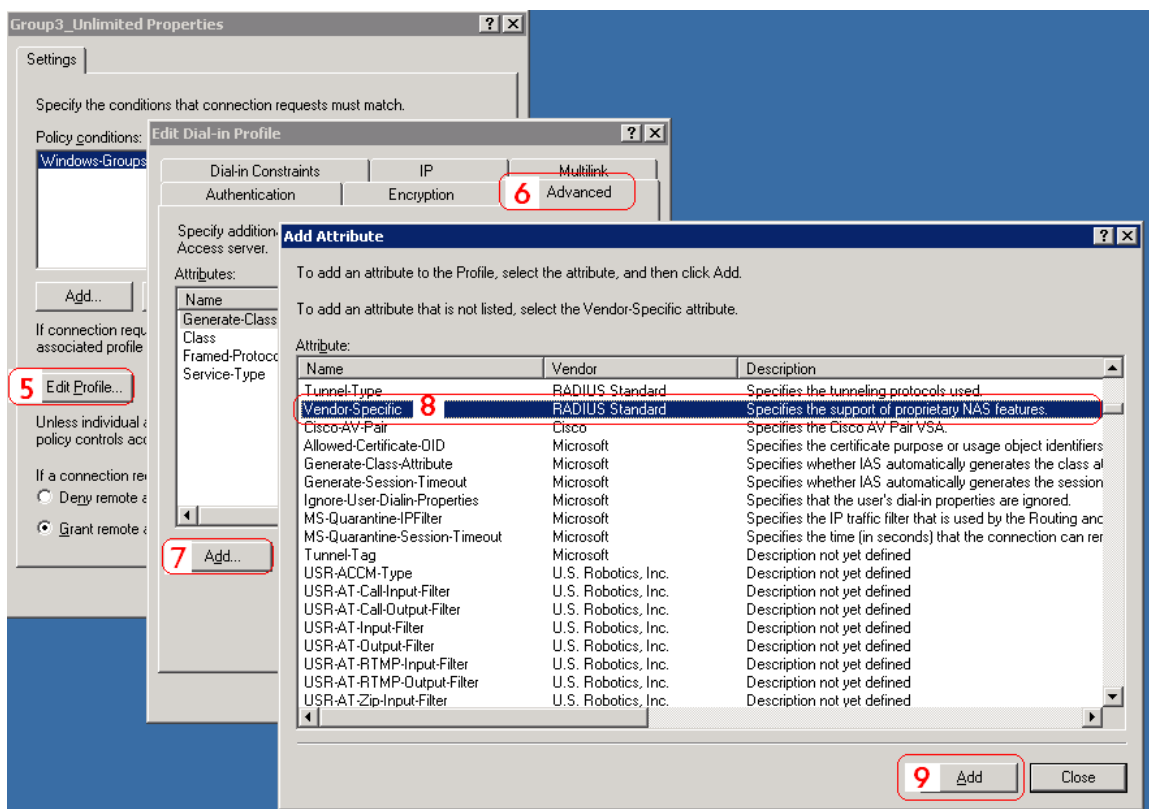 Group3_Unlimited Properties
Settings
Specify the conditions that connection requests must match.
Policy conditions:
Windows-Groups
Add...
If connection requ
associated profile
5 Edit Profile...
Unless individual a
policy controls acc
If a connection re
Deny remote a
Grant remote a
Edit Dial-in Profile
Dial-in Constraints IP Multilink
Authentication Encryption 6 Advanced
Specify addition
Access server.
Attributes:
Name
Generate-Class
Class
Framed-Protoco
Service-Type
7 Add...
Add Attribute
To add an attribute to the Profile, select the attribute, and then click Add.
To add an attribute that is not listed, select the Vendor-Specific attribute.
Attribute:
Name Vendor Description
Tunnel-Type RADIUS Standard Specifies the tunneling protocols used.
Vendor-Specific 8 RADIUS Standard Specifies the support of proprietary NAS features.
Cisco-AV-Pair Cisco Specifies the Cisco AV Pair VSA.
Allowed-Certificate-OID Microsoft Specifies the certificate purpose or usage object identifiers
Generate-Class-Attribute Microsoft Specifies whether IAS automatically generates the class a
Generate-Session-Timeout Microsoft Specifies whether IAS automatically generates the session
Ignore-User-Dialin-Properties Microsoft Specifies that the user's dial-in properties are ignored.
MS-Quarantine-IPFilter Microsoft Specifies the IP traffic filter that is used by the Routing and
MS-Quarantine-Session-Timeout Microsoft Specifies the time (in seconds) that the connection can rer
Tunnel-Tag Microsoft Description not yet defined
USR-ACCM-Type U.S. Robotics, Inc. Description not yet defined
USR-AT-Call-Input-Filter U.S. Robotics, Inc. Description not yet defined
USR-AT-Call-Output-Filter U.S. Robotics, Inc. Description not yet defined
USR-AT-Input-Filter U.S. Robotics, Inc. Description not yet defined
USR-AT-Output-Filter U.S. Robotics, Inc. Description not yet defined
USR-AT-RTMP-Input-Filter U.S. Robotics, Inc. Description not yet defined
USR-AT-RTMP-Output-Filter U.S. Robotics, Inc. Description not yet defined
USR-AT-Zip-Input-Filter U.S. Robotics, Inc. Description not yet defined
9 Add Close